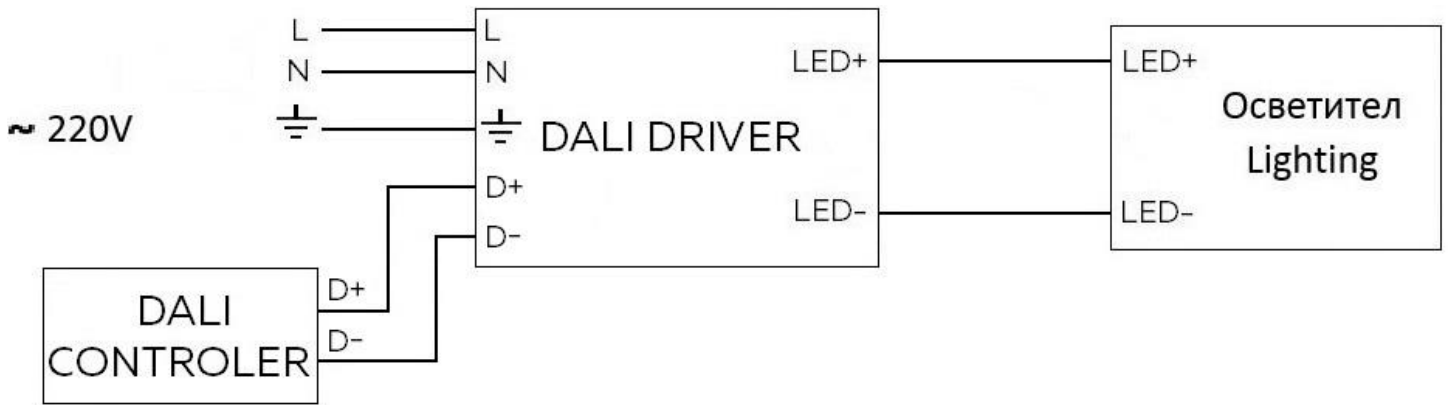 L
L
N
N
~ 220V
DALI DRIVER
D+
D-
LED+
LED-
LED+
LED-
Осветител
Lighting
D+
D-
DALI
CONTROLER